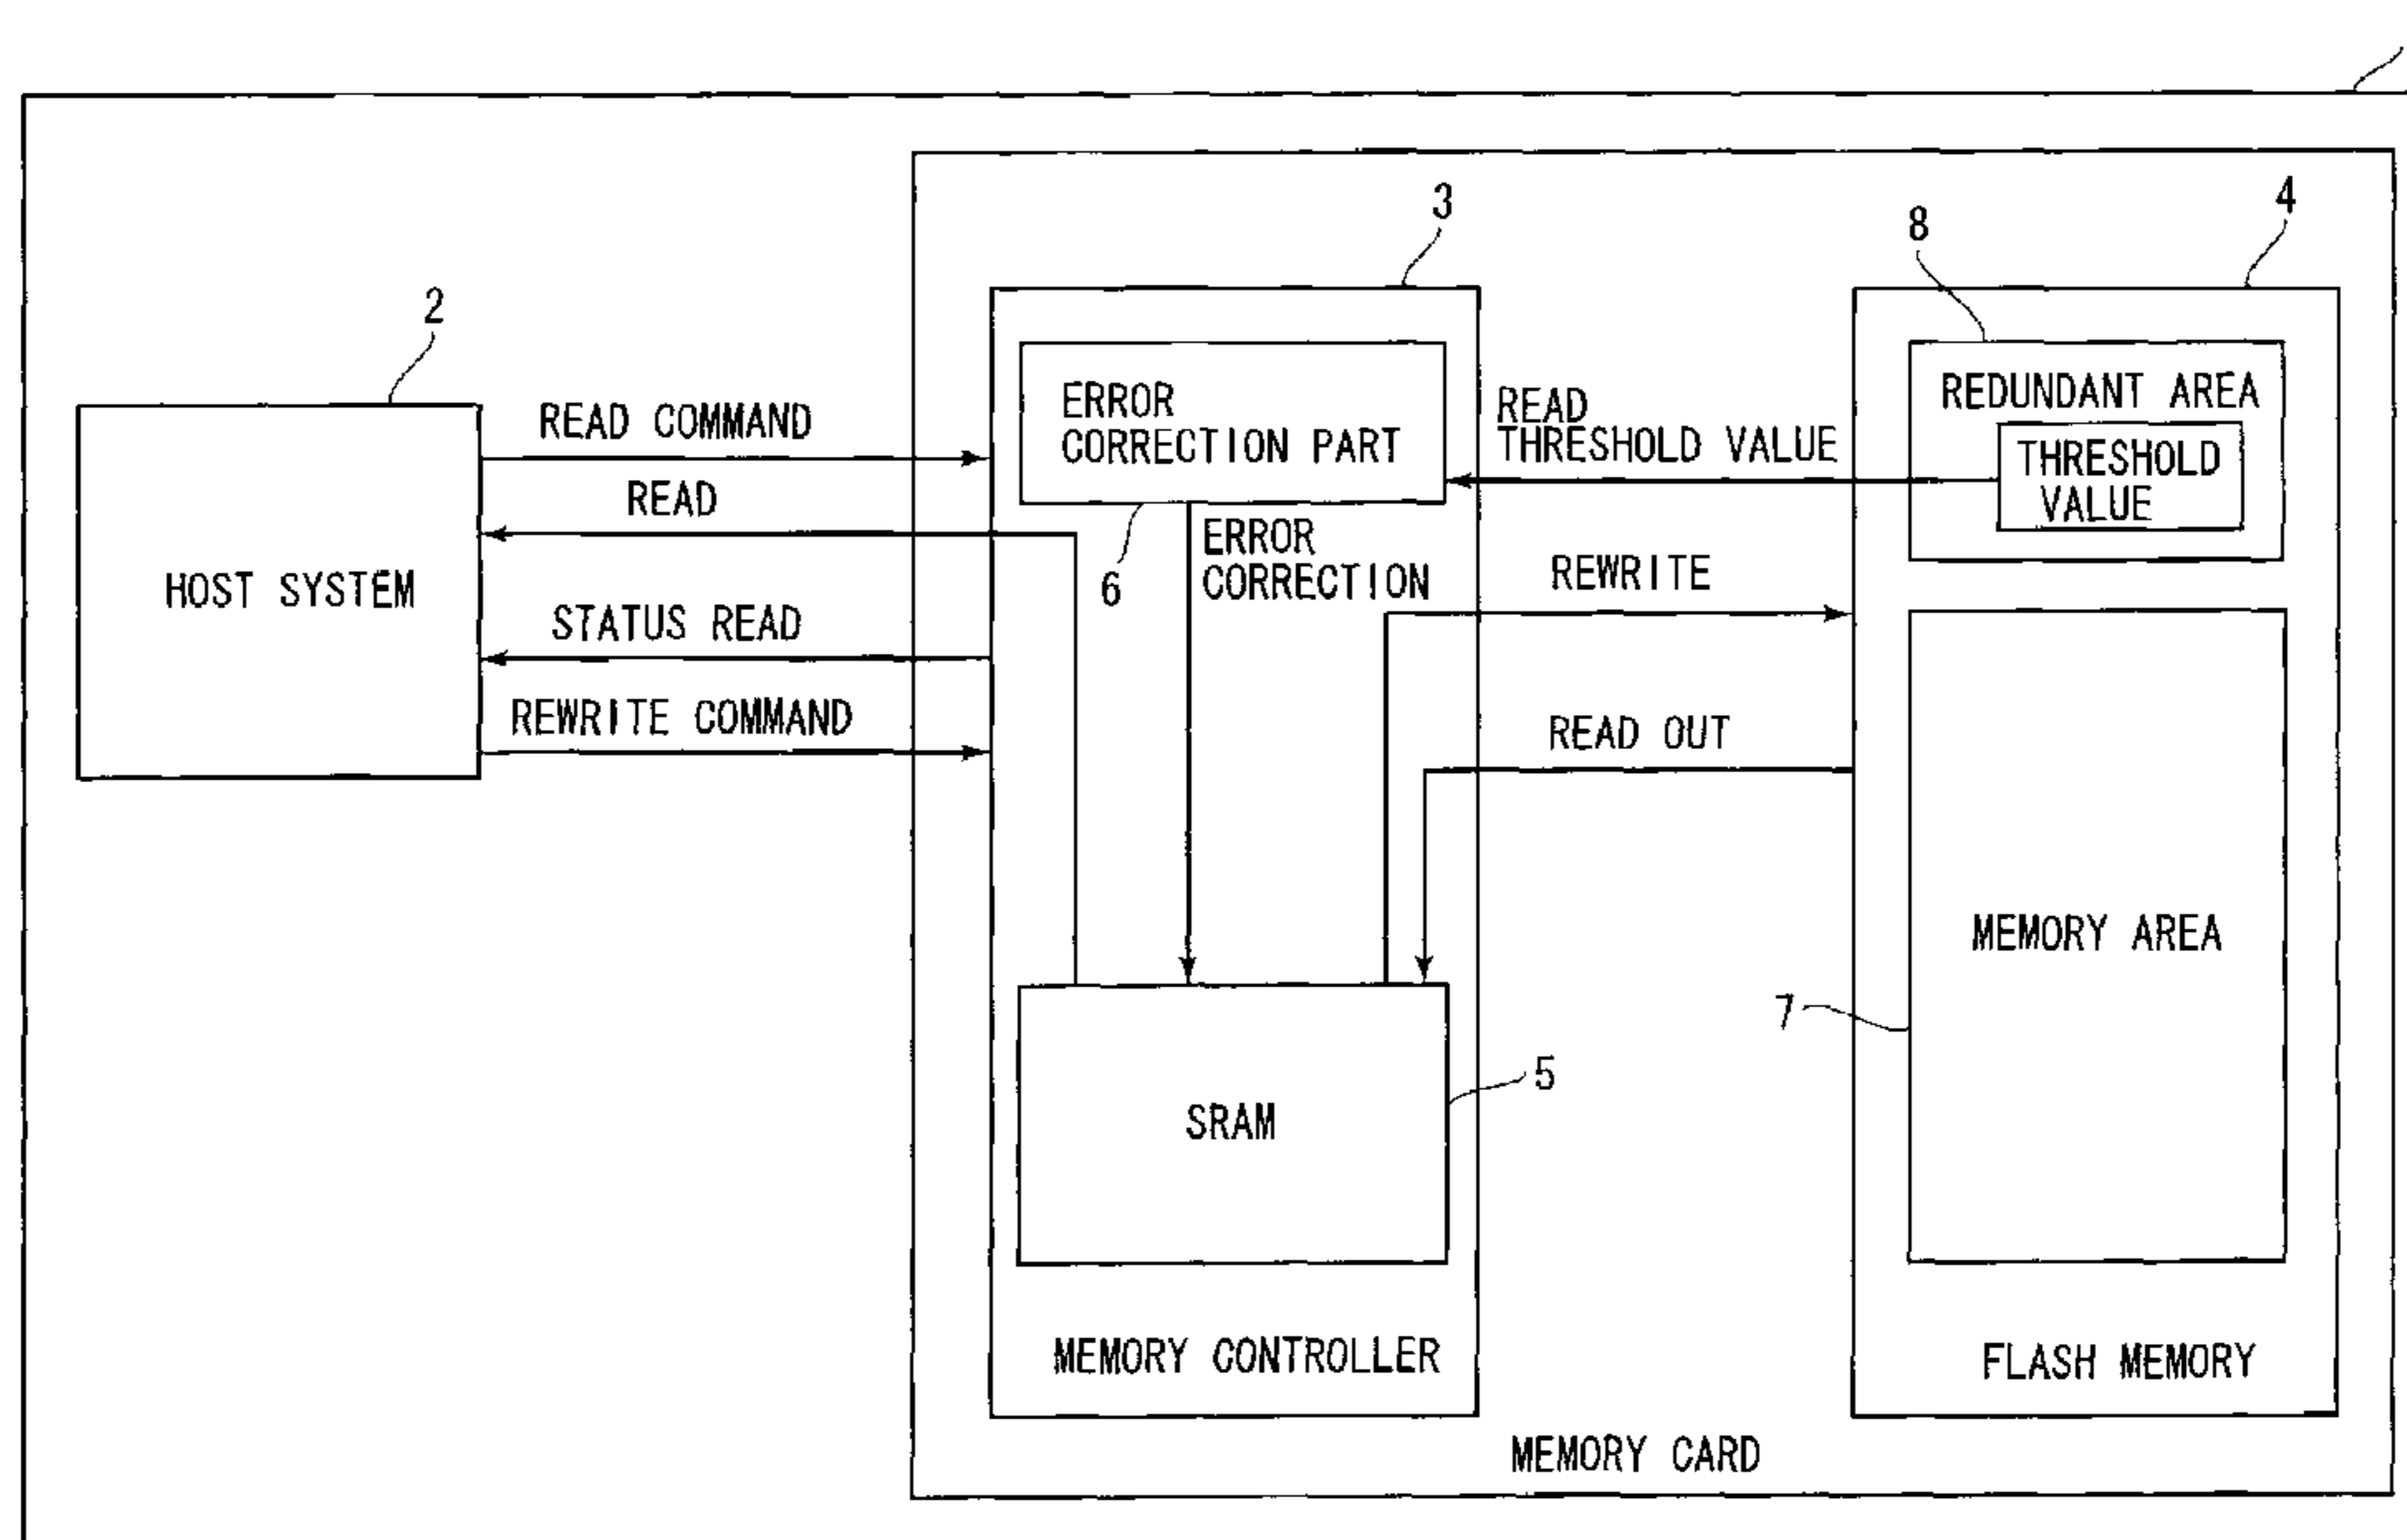 3
4
8
2
ERROR
CORRECTION PART
READ
THRESHOLD VALUE
REDUNDANT AREA
THRESHOLD
VALUE
READ COMMAND
READ
ERROR
CORRECTION
6
REWRITE
HOST SYSTEM
STATUS READ
REWRITE COMMAND
READ OUT
MEMORY AREA
7
5
SRAM
MEMORY CONTROLLER
FLASH MEMORY
MEMORY CARD